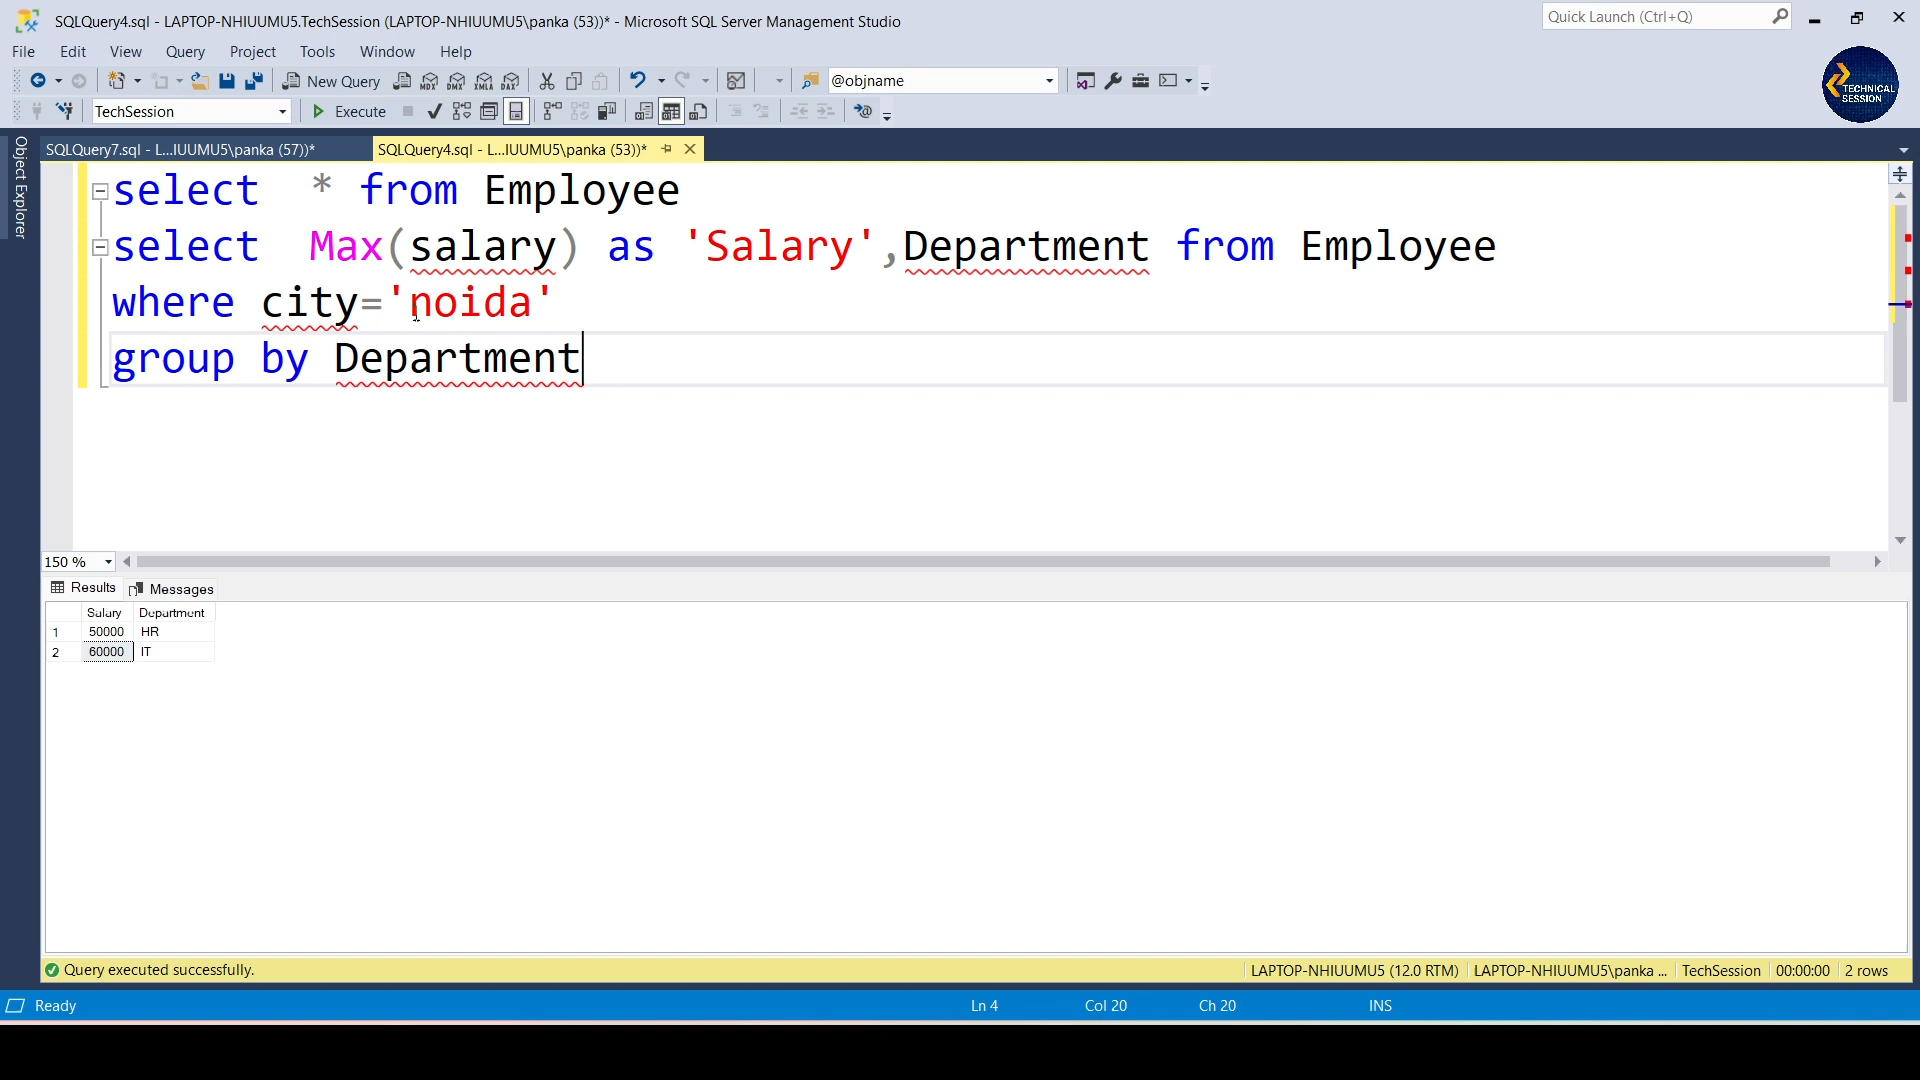 SQLQuery4.sql - LAPTOP-NHIUUMU5.TechSession (LAPTOP-NHIUUMU5\panka (53))* - Microsoft SQL Server Management Studio
Quick Launch (Ctrl+Q)
File Edit View Query Project Tools Window Help
New Query MDX DMX XMLA DAX @objname
TECHNICAL
SESSION
TechSession Execute
Object Explorer
SQLQuery7.sql - L...IUUMU5\panka (57))*
SQLQuery4.sql - L...IUUMU5\panka (53))*
select * from Employee
select Max(salary) as 'Salary',Department from Employee
where city='noida'
group by Department
150 %
Results Messages
Salary Department
1 50000 HR
2 60000 IT
Query executed successfully.
LAPTOP-NHIUUMU5 (12.0 RTM) LAPTOP-NHIUUMU5\panka ... TechSession 00:00:00 2 rows
Ready Ln 4 Col 20 Ch 20 INS